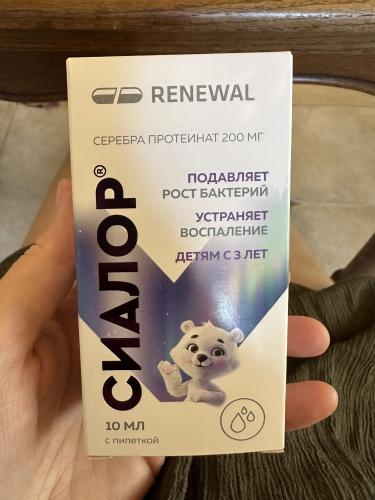 RENEWAL
СЕРЕБРА ПРОТЕИНАТ 200 МГ
СИАЛОР®
ПОДАВЛЯЕТ
РОСТ БАКТЕРИЙ
УСТРАНЯЕТ
ВОСПАЛЕНИЕ
ДЕТЯМ С 3 ЛЕТ
10 МЛ
с пипеткой